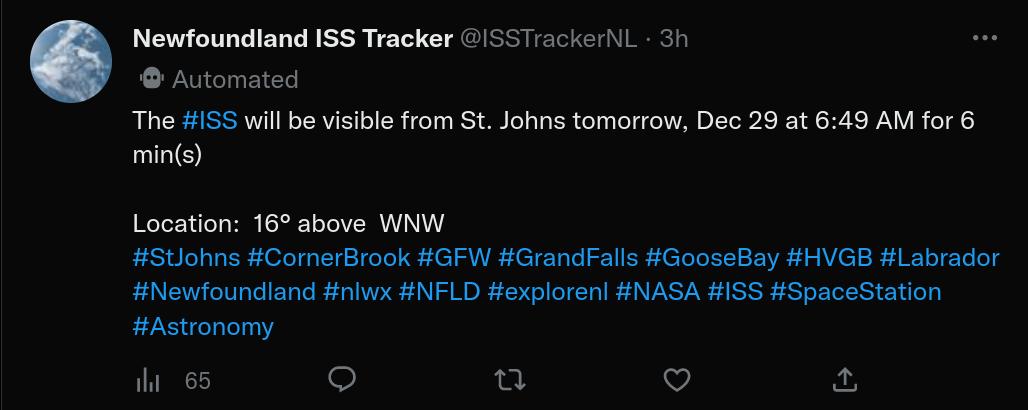 Newfoundland ISS Tracker @ISSTrackerNL · 3h
Automated
The #ISS will be visible from St. Johns tomorrow, Dec 29 at 6:49 AM for 6
min(s)
Location:  16° above  WNW
#StJohns #CornerBrook #GFW #GrandFalls #GooseBay #HVGB #Labrador
#Newfoundland #nlwx #NFLD #explorenl #NASA #ISS #SpaceStation
#Astronomy
65